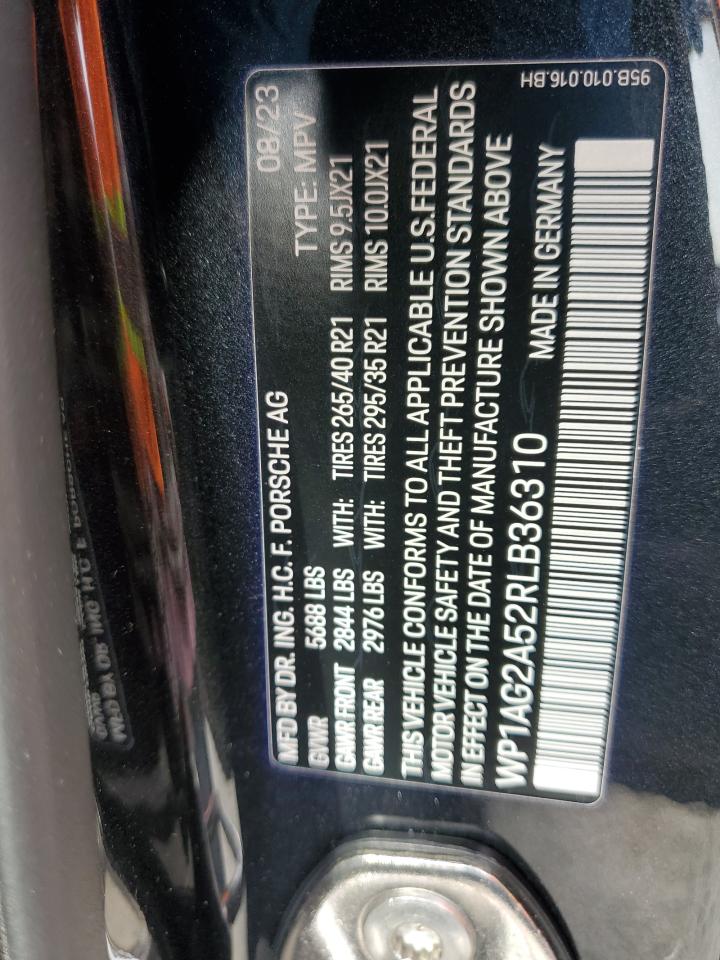 MFD BY DR. ING. H.C. F. PORSCHE AG 08/23
GVWR 5688 LBS TYPE: MPV
GAWR FRONT 2844 LBS WITH: TIRES 265/40 R21 RIMS 9.5JX21
GAWR REAR 2976 LBS WITH: TIRES 295/35 R21 RIMS 10.0JX21
THIS VEHICLE CONFORMS TO ALL APPLICABLE U.S. FEDERAL
MOTOR VEHICLE SAFETY AND THEFT PREVENTION STANDARDS
IN EFFECT ON THE DATE OF MANUFACTURE SHOWN ABOVE
WP1AG2A52RLB36310 MADE IN GERMANY
95B.010.016.BH